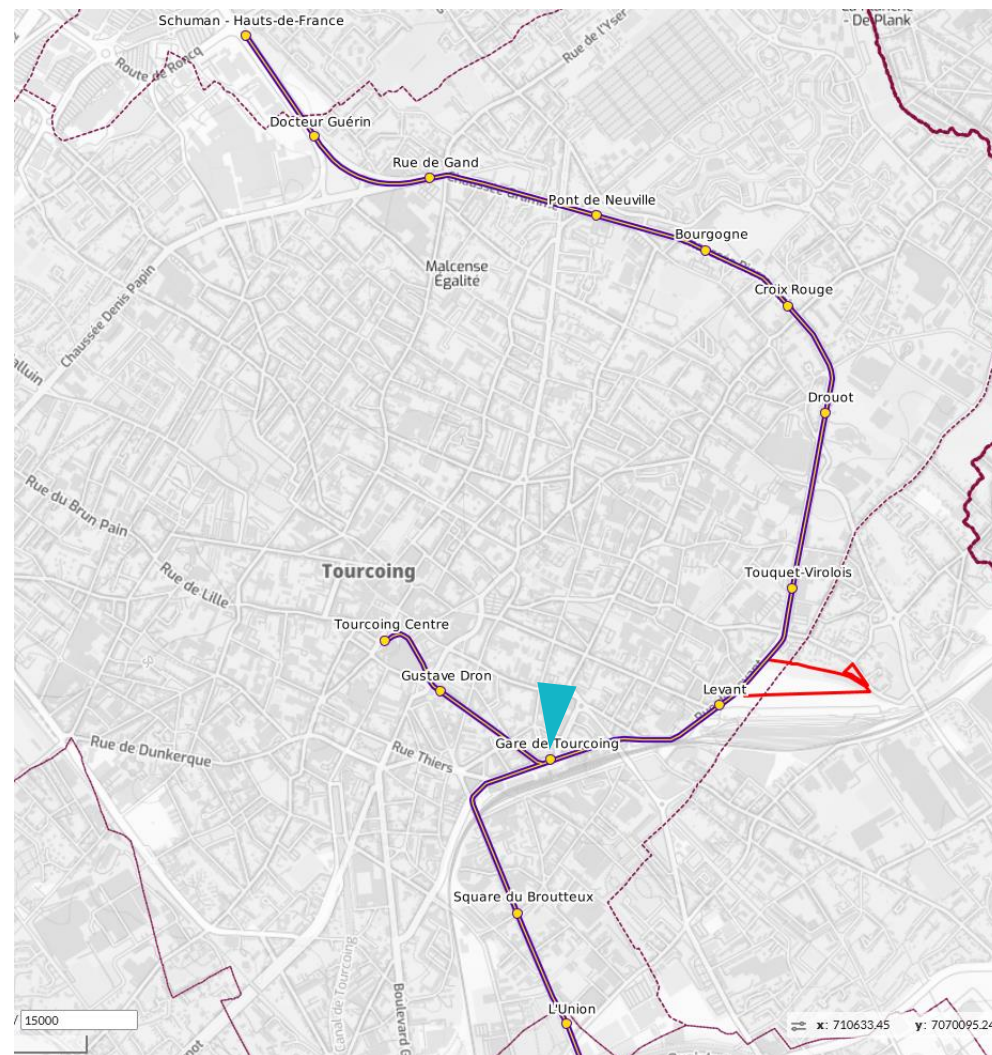 Schuman - Hauts-de-France
- De Plank
Rue de l'Yser
Route de Roncq
Docteur Guérin
Rue de Gand
Pont de Neuville
Bourgogne
Malcense
Égalité
Croix Rouge
Chaussée Denis Papin
Drouot
Rue du Brun Pain
Tourcoing
Touquet-Virolois
Rue de Lille
Tourcoing Centre
Gustave Dron
Levant
Gare de Tourcoing
Rue de Dunkerque
Rue Thiers
Square du Broutteux
Canal de Tourcoing
L'Union
Boulevard G
/ 15000
x: 710633.45 y: 7070095.24